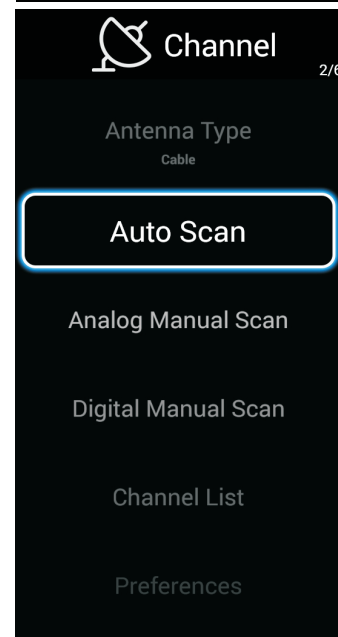 Channel
2/6
Antenna Type
Cable
Auto Scan
Analog Manual Scan
Digital Manual Scan
Channel List
Preferences